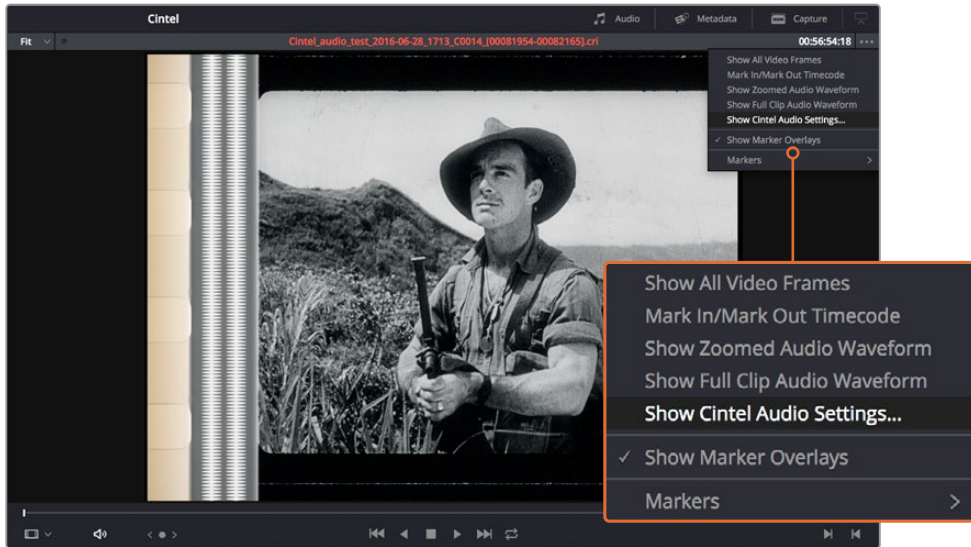 Cintel
Audio
Metadata
Capture
Fit
Cintel_audio_test_2016-06-28_1713_C0014_[00081954-00082165].cri
00:56:54:18
Show All Video Frames
Mark In/Mark Out Timecode
Show Zoomed Audio Waveform
Show Full Clip Audio Waveform
Show Cintel Audio Settings...
Show Marker Overlays
Markers
Show All Video Frames
Mark In/Mark Out Timecode
Show Zoomed Audio Waveform
Show Full Clip Audio Waveform
Show Cintel Audio Settings...
Show Marker Overlays
Markers